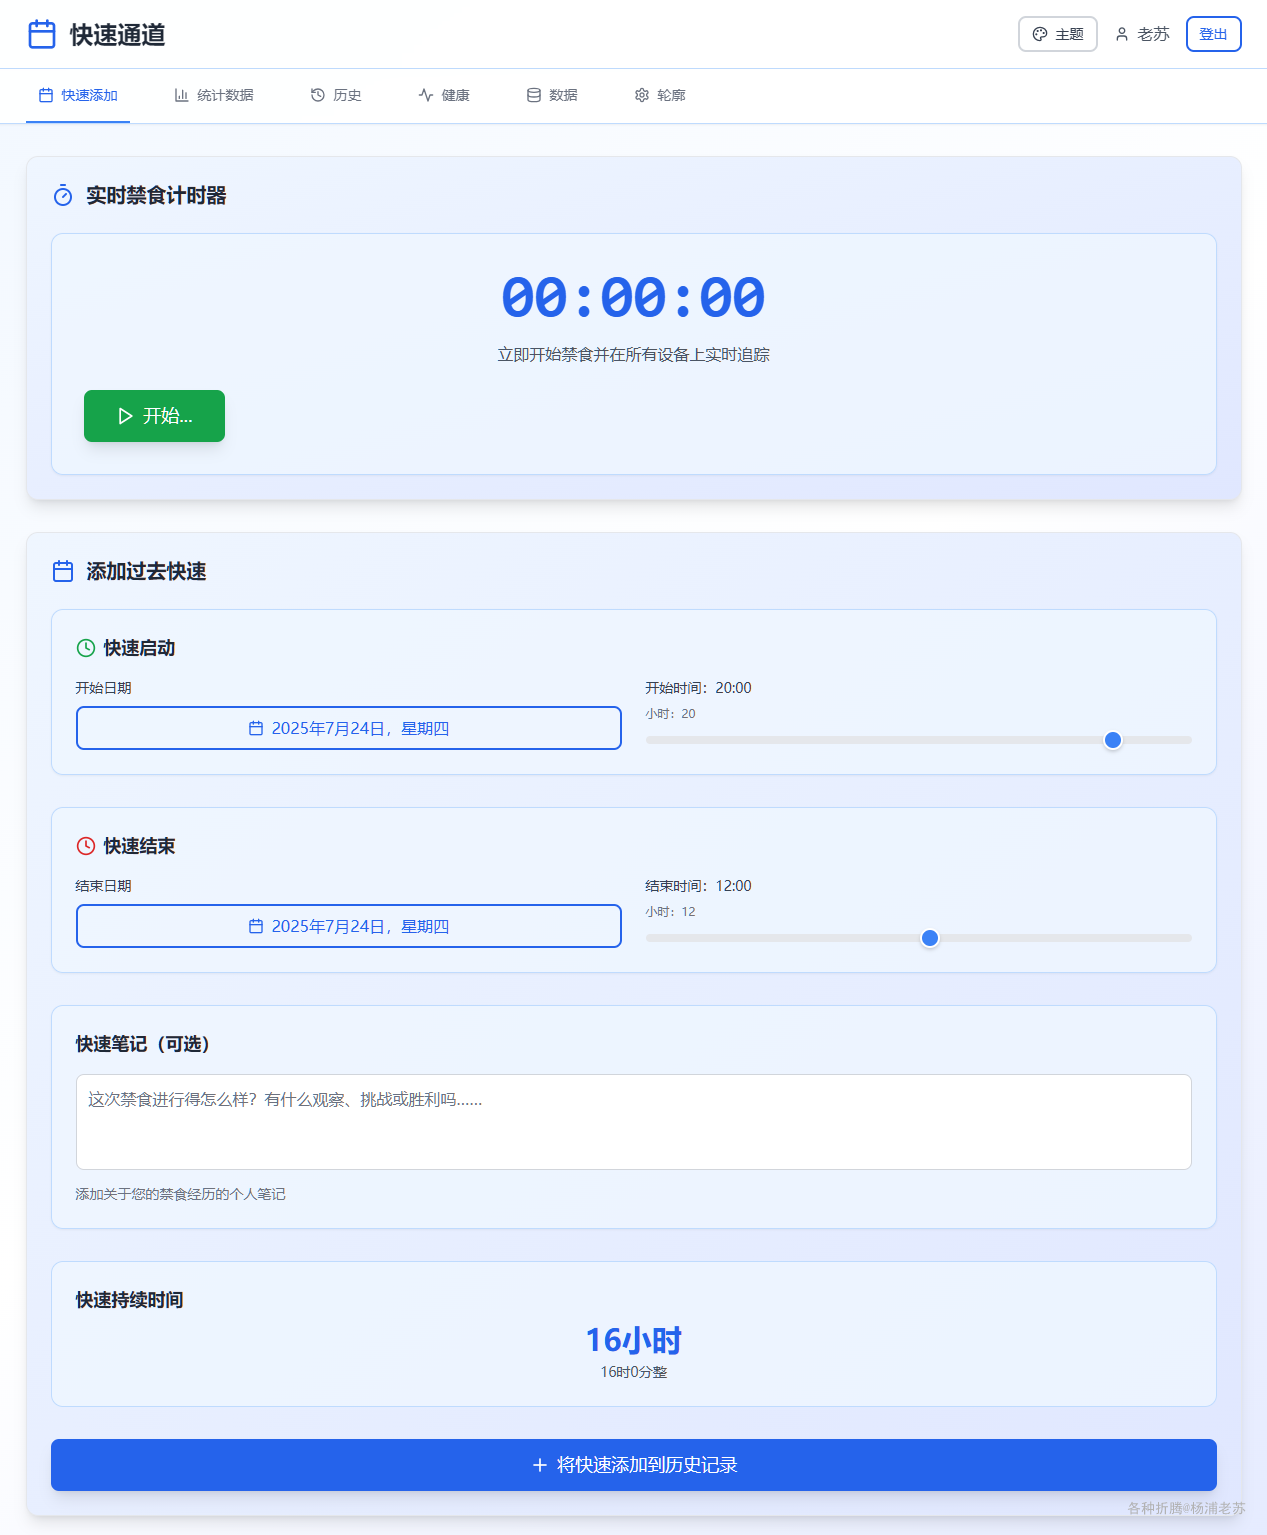 快速通道
主题
老苏
登出
快速添加
统计数据
历史
健康
数据
轮廓
实时禁食计时器
00:00:00
立即开始禁食并在所有设备上实时追踪
开始...
添加过去快速
快速启动
开始日期
2025年7月24日，星期四
开始时间：20:00
小时：20
快速结束
结束日期
2025年7月24日，星期四
结束时间：12:00
小时：12
快速笔记（可选）
这次禁食进行得怎么样？有什么观察、挑战或胜利吗……
添加关于您的禁食经历的个人笔记
快速持续时间
16小时
16时0分整
将快速添加到历史记录
各种折腾@杨浦老苏